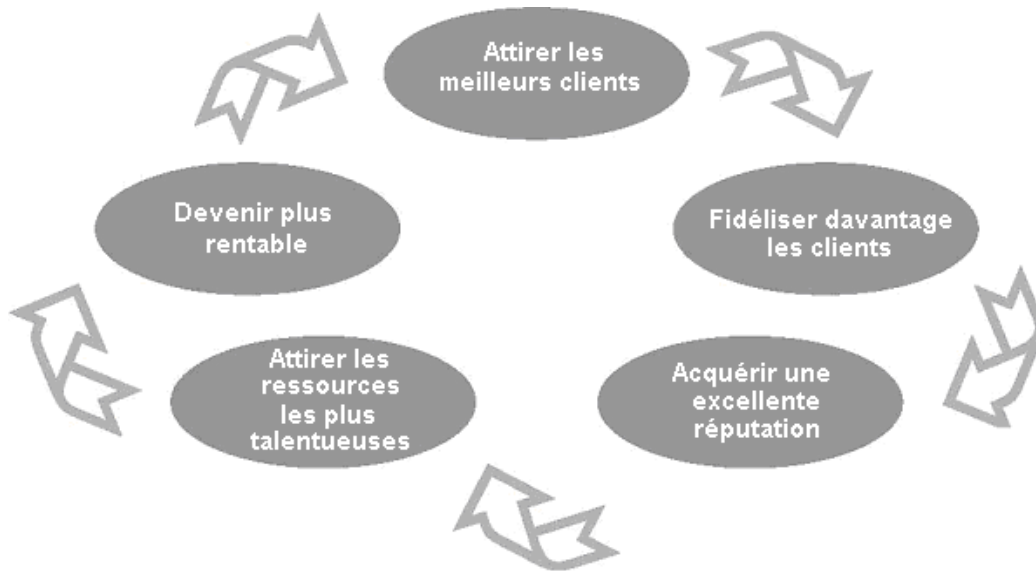 Attirer les
meilleurs clients
Devenir plus
rentable
Fidéliser davantage
les clients
Attirer les
ressources
les plus
talentueuses
Acquérir une
excellente
réputation